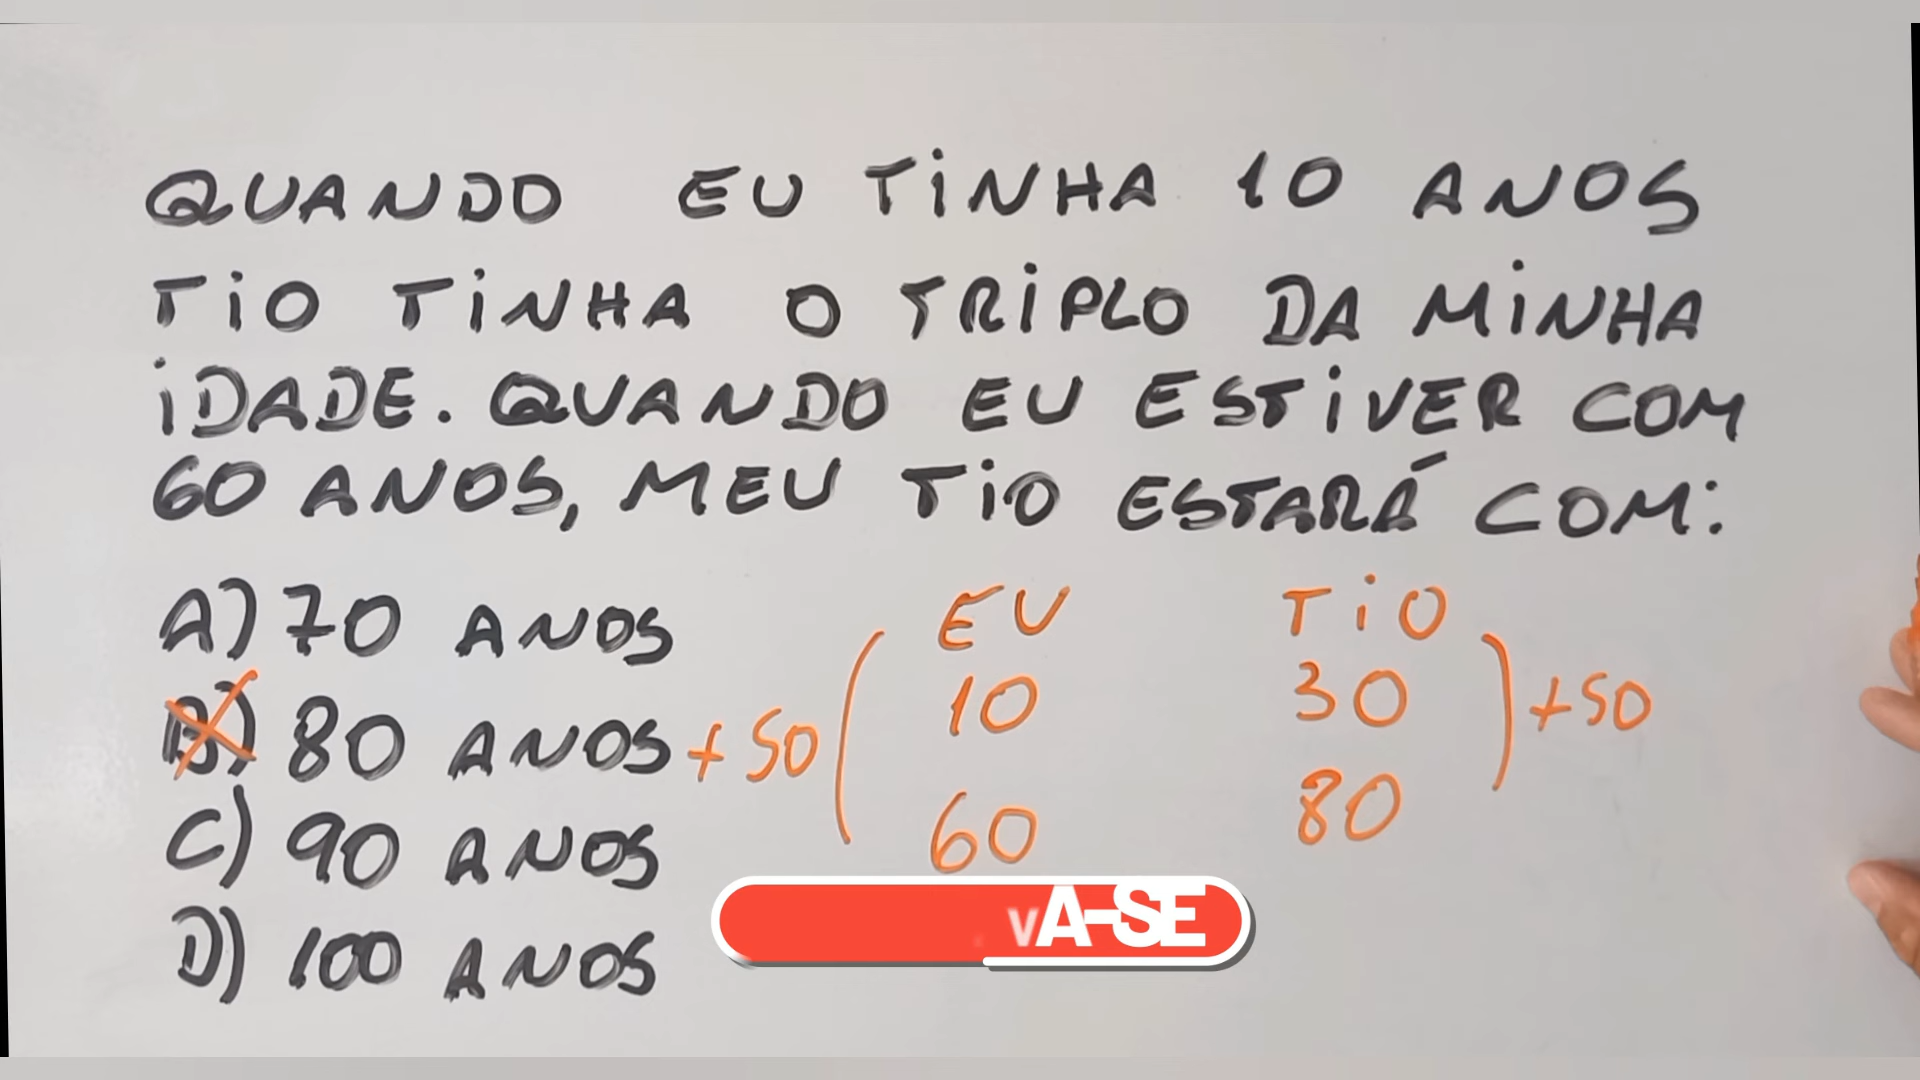 QUANDO EU TINHA 10 ANOS
TIO TINHA O TRIPLO DA MINHA
IDADE. QUANDO EU ESTIVER COM
60 ANOS, MEU TIO ESTARÁ COM:
A) 70 ANOS
B) 80 ANOS
C) 90 ANOS
D) 100 ANOS
EU TIO
+50 ( 10 30 ) +50
60 80
VA-SE